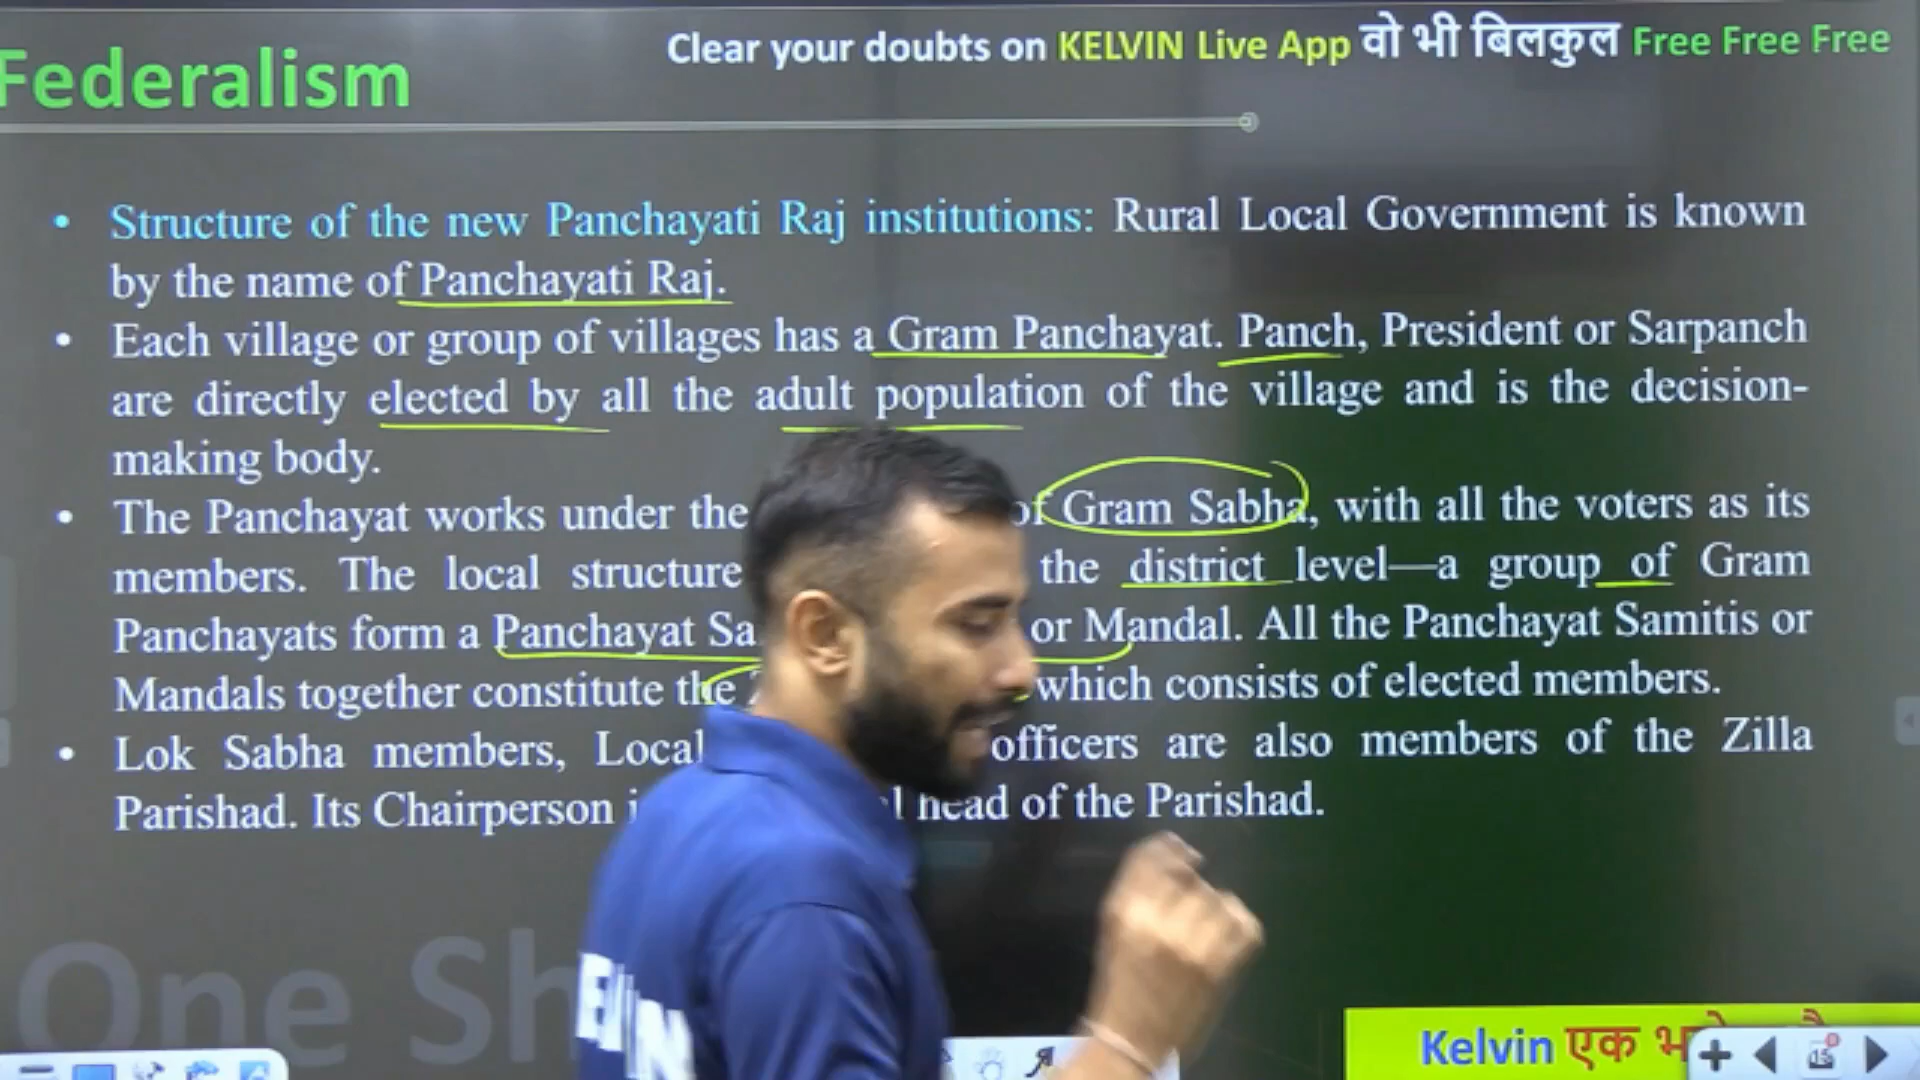 Clear your doubts on KELVIN Live App वो भी बिलकुल Free Free Free
Federalism
• Structure of the new Panchayati Raj institutions: Rural Local Government is known
by the name of Panchayati Raj.
• Each village or group of villages has a Gram Panchayat. Panch, President or Sarpanch
are directly elected by all the adult population of the village and is the decision-
making body.
• The Panchayat works under the of Gram Sabha, with all the voters as its
members. The local structure the district level—a group of Gram
Panchayats form a Panchayat Sa or Mandal. All the Panchayat Samitis or
Mandals together constitute the which consists of elected members.
• Lok Sabha members, Local officers are also members of the Zilla
Parishad. Its Chairperson head of the Parishad.
One Sh
Kelvin एक